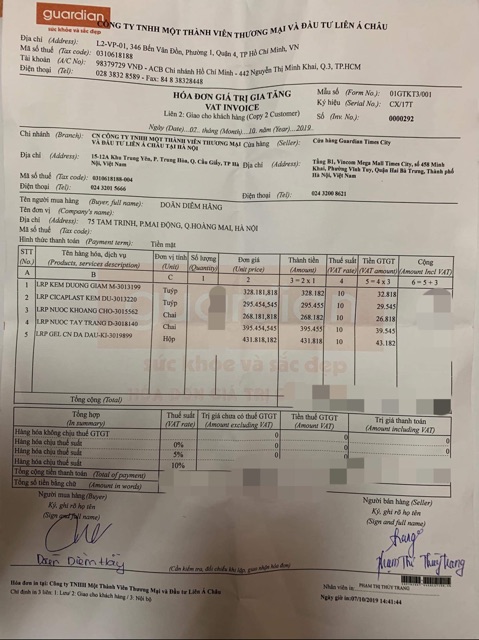 guardian
sức khỏe và sắc đẹp
CÔNG TY TNHH MỘT THÀNH VIÊN THƯƠNG MẠI VÀ ĐẦU TƯ LIÊN Á CHÂU
Địa chỉ (Address): L2-VP-01, 346 Bến Vân Đồn, Phường 1, Quận 4, TP Hồ Chí Minh, VN
Mã số thuế (Tax code): 0310618188
Tài khoản (A/C No): 98379729 VNĐ - ACB Chi nhánh Hồ Chí Minh - 442 Nguyễn Thị Minh Khai, Q.3, TP.HCM
Điện thoại (Tel): 028 3832 8589 - Fax: 84 8 38328448
HÓA ĐƠN GIÁ TRỊ GIA TĂNG
VAT INVOICE
Liên 2: Giao cho khách hàng (Copy 2 Customer)
Ngày (Date)...07... tháng (Month)...10... năm (Year)...2019..
Mẫu số (Form No.): 01GTKT3/001
Ký hiệu (Serial No.): CX/17T
Số (Inv. No): 0000292
Chi nhánh (Branch): CN CÔNG TY TNHH MỘT THÀNH VIÊN THƯƠNG MẠI VÀ ĐẦU TƯ LIÊN Á CHÂU TẠI HÀ NỘI
Cửa hàng (Seller): Cửa hàng Guardian Times City
Địa chỉ (Address): 15-12A Khu Trung Yên, P. Trung Hòa, Q. Cầu Giấy, TP Hà Nội, Việt Nam
Địa chỉ (Address): Tầng B1, Vincom Mega Mall Times City, số 458 Minh Khai, Phường Vĩnh Tuy, Quận Hai Bà Trưng, Thành phố Hà Nội, Việt Nam
Mã số thuế (Tax code): 0310618188-004
Điện thoại (Tel): 024 3201 5666
Điện thoại (Tel): 024 3200 8621
Tên người mua hàng (Buyer, full name): DOÃN DIỄM HẰNG
Tên đơn vị (Company's name):
Địa chỉ (Address): 75 TAM TRINH, P.MAI ĐỘNG, Q.HOÀNG MAI, HÀ NỘI
Mã số thuế (Tax code):
Hình thức thanh toán (Payment term): Tiền mặt
STT (No.) Tên hàng hóa, dịch vụ (Products, services description) Đơn vị tính (Unit) Số lượng (Quantity) Đơn giá (Unit price) Thành tiền (Amount) Thuế suất (VAT rate) Tiền GTGT (VAT amount) Cộng (Amount Incl VAT)
A B C 1 2 3 = 2 x 1 4 5 = 4 x 3 6 = 5 + 3
1 LRP KEM DUONG GIAM M-3013199 Tuýp 328.181,818 328.182 10 32.818
2 LRP CICAPLAST KEM DU-3013220 Tuýp 295.454,545 295.455 10 29.545
3 LRP NUOC KHOANG CHO-3015562 Chai 268.181,818 268.182 10 26.818
4 LRP NUOC TAY TRANG D-3018140 Chai 395.454,545 395.455 10 39.545
5 LRP GEL CN DA DAU-KI-3019899 Hộp 431.818,182 431.818 10 43.182
guardian
sức khỏe và sắc đẹp
Tổng cộng (Total)
Tổng hợp (In summary) Thuế suất (VAT rate) Trị giá chưa có thuế GTGT (Amount excluding VAT) Tiền thuế GTGT (VAT amount) Trị giá thanh toán (Amount including VAT)
Hàng hóa không chịu thuế GTGT 0 0
Hàng hóa chịu thuế suất 0% 0 0 0
Hàng hóa chịu thuế suất 5% 0 0 0
Hàng hóa chịu thuế suất 10%
Tổng cộng tiền thanh toán (Total of payment)
Tổng số tiền bằng chữ (Amount in words)
Người mua hàng (Buyer)
Ký, ghi rõ họ tên
(Sign and full name)
Doãn Diễm Hằng
Người bán hàng (Seller)
Ký, ghi rõ họ tên
(Sign and full name)
Phạm Thị Thùy Trang
(Cần kiểm tra, đối chiếu khi lập, giao nhận hóa đơn)
Hóa đơn in tại: Công ty TNHH Một Thành Viên Thương Mại và Đầu Tư Liên Á Châu
Chỉ định in 3 liên: 1: Lưu/ 2: Giao cho khách hàng / 3: Nội bộ
Nhân viên in: PHẠM THỊ THÙY TRANG
Ngày giờ in: 07/10/2019 14:41:44